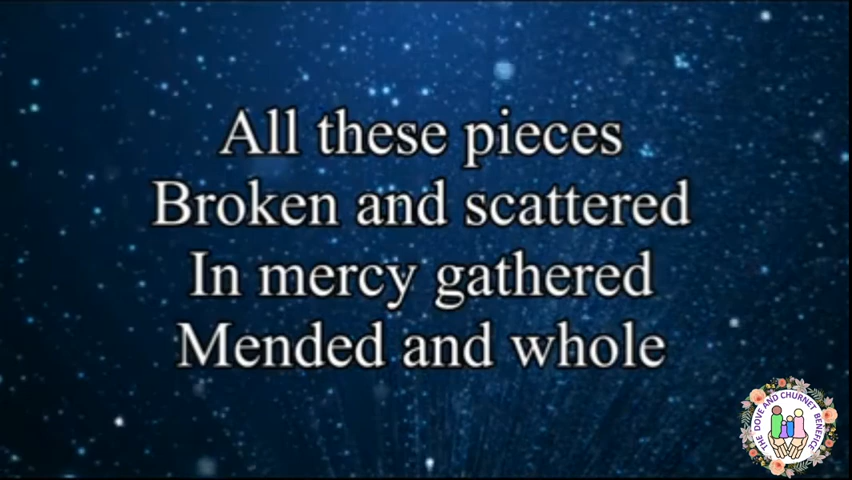 All these pieces
Broken and scattered
In mercy gathered
Mended and whole
THE DOVE AND CHURNET BENEFICE